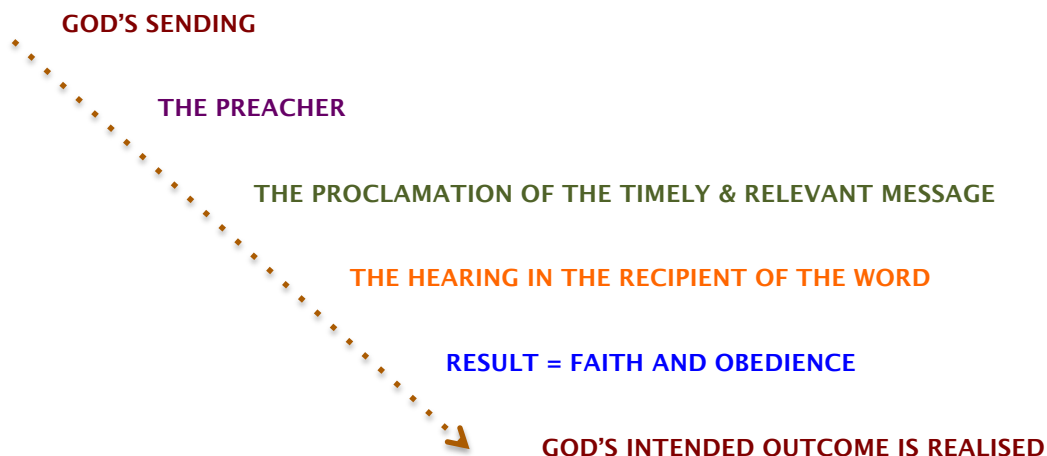 GOD’S SENDING
THE PREACHER
THE PROCLAMATION OF THE TIMELY & RELEVANT MESSAGE
THE HEARING IN THE RECIPIENT OF THE WORD
RESULT = FAITH AND OBEDIENCE
GOD’S INTENDED OUTCOME IS REALISED